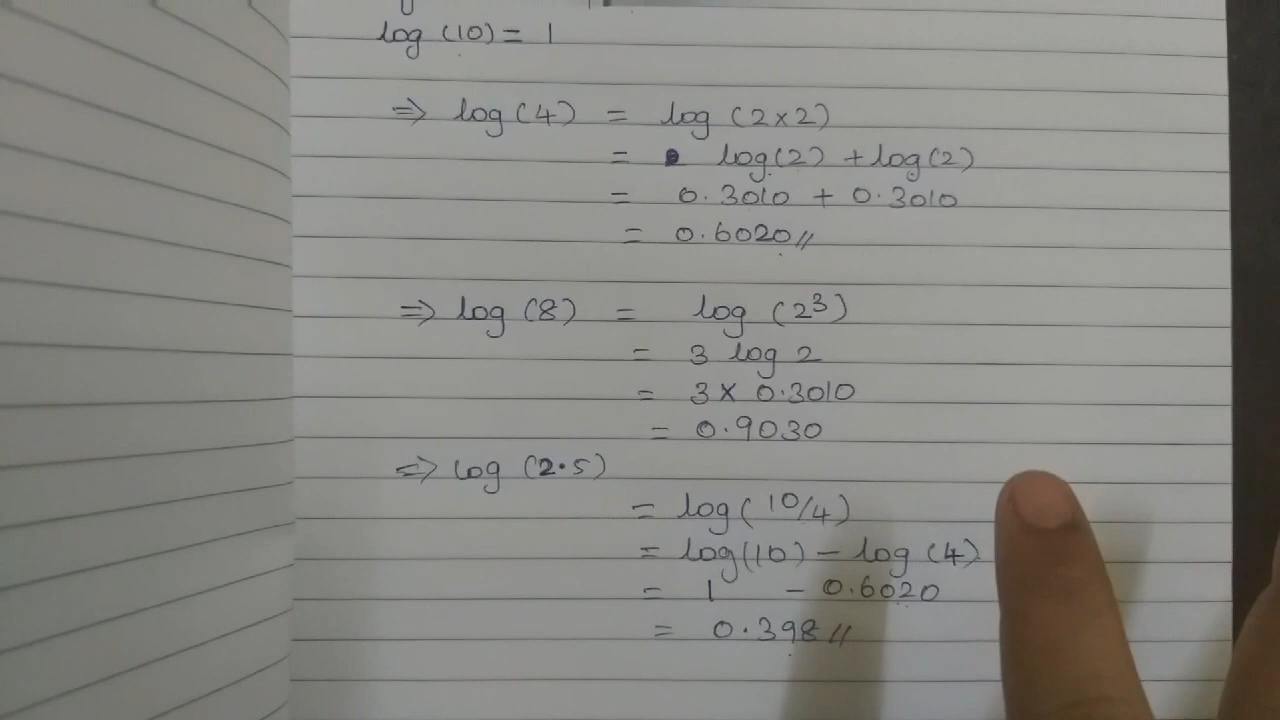 log (10) = 1
⇒ log (4) = log (2×2)
= log(2) + log(2)
= 0.3010 + 0.3010
= 0.6020//
⇒ log (8) = log (2³)
= 3 log 2
= 3 × 0.3010
= 0.9030
⇒ log (2.5)
= log( 10/4)
= log(10) - log (4)
= 1 - 0.6020
= 0.398//